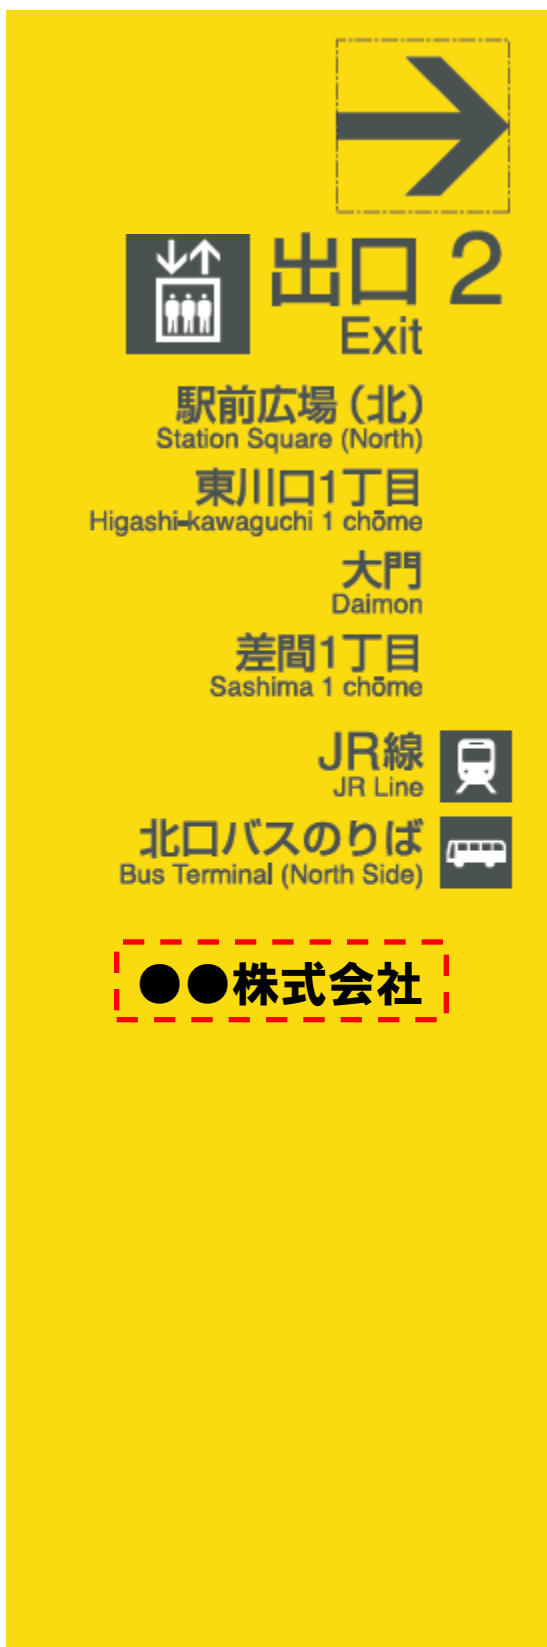 出口 2
Exit
駅前広場（北）
Station Square (North)
東川口1丁目
Higashi-kawaguchi 1 chōme
大門
Daimon
差間1丁目
Sashima 1 chōme
JR線
JR Line
北口バスのりば
Bus Terminal (North Side)
●●株式会社